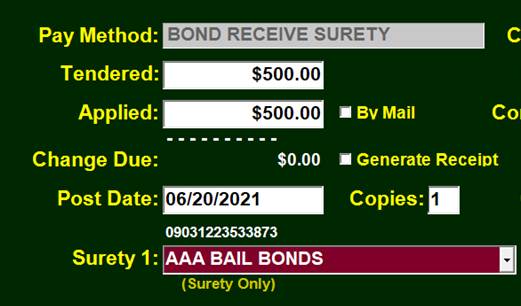 Pay Method: BOND RECEIVE SURETY C
Tendered: $500.00
Applied: $500.00 By Mail Co
----------
Change Due: $0.00 Generate Receipt
Post Date: 06/20/2021 Copies: 1
09031223533873
Surety 1: AAA BAIL BONDS
(Surety Only)